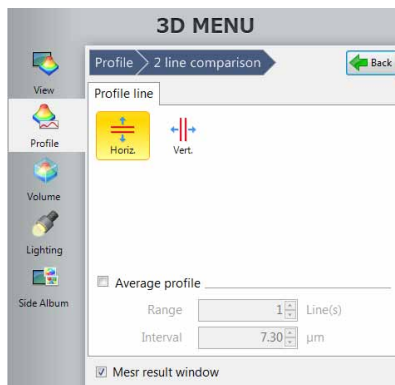 3D MENU
Profile
2 line comparison
Back
View
Profile line
Profile
Horiz.
Vert.
Volume
Lighting
Side Album
Average profile
Range 1 Line(s)
Interval 7.30 µm
Mesr result window